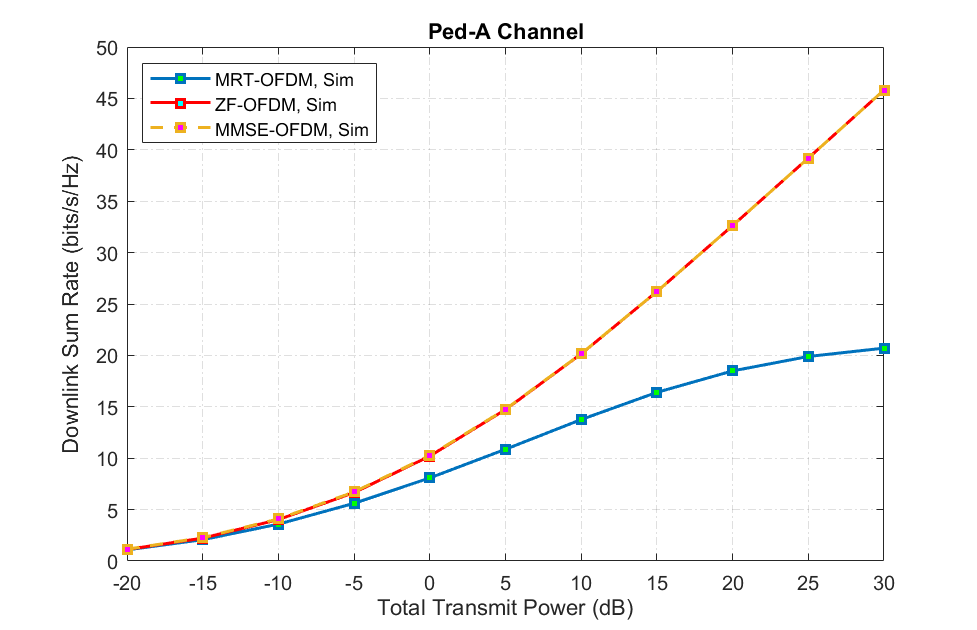 Ped-A Channel
50
45
40
35
30
25
20
15
10
5
0
Downlink Sum Rate (bits/s/Hz)
MRT-OFDM, Sim
ZF-OFDM, Sim
MMSE-OFDM, Sim
-20 -15 -10 -5 0 5 10 15 20 25 30
Total Transmit Power (dB)